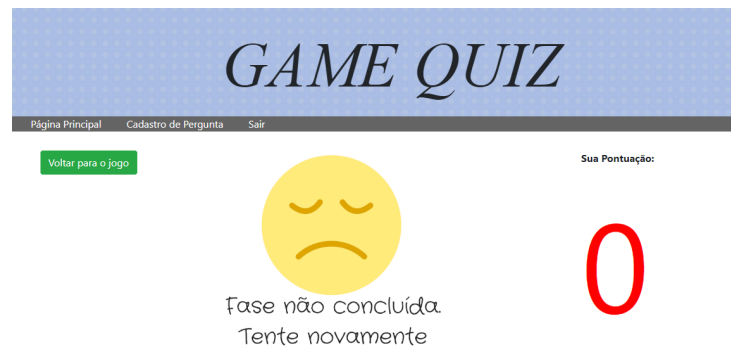 GAME QUIZ
Página Principal Cadastro de Pergunta Sair
Voltar para o jogo
Sua Pontuação:
0
Fase não concluída.
Tente novamente